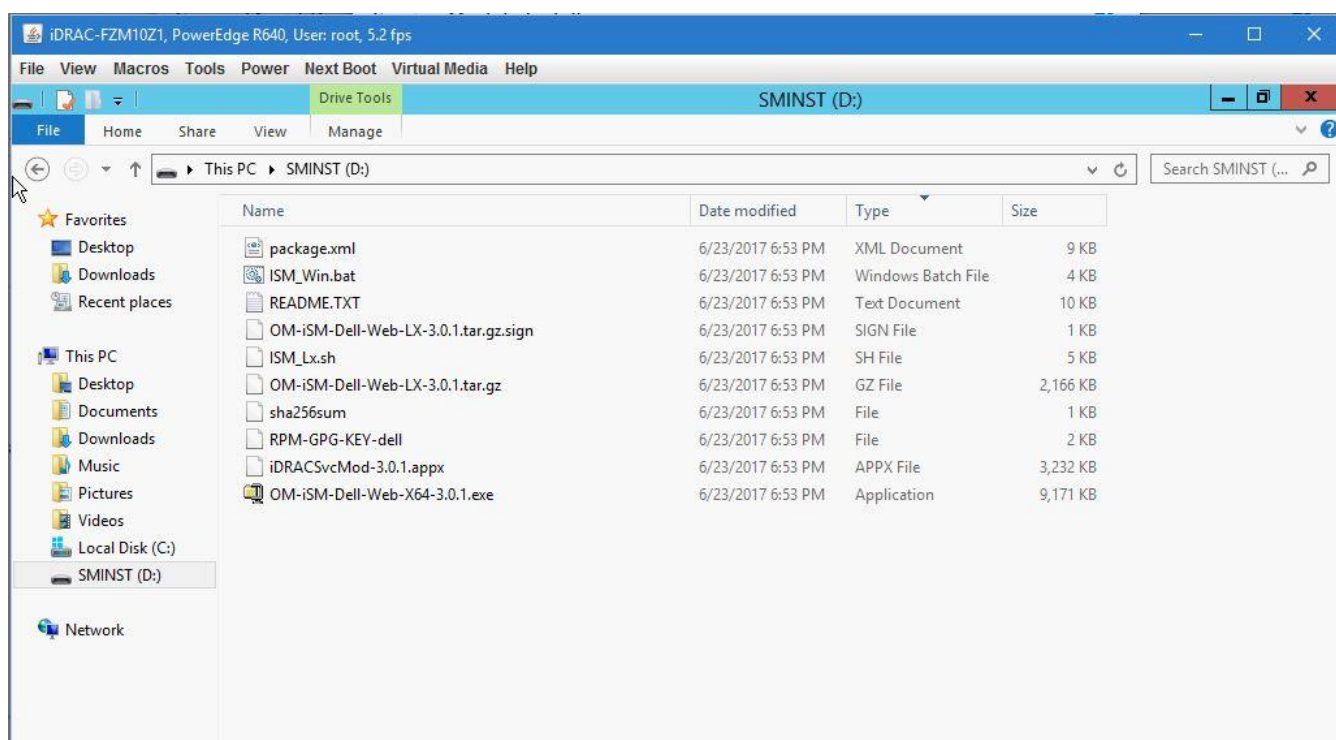 iDRAC-FZM10Z1, PowerEdge R640, User: root, 5.2 fps
File View Macros Tools Power Next Boot Virtual Media Help
Drive Tools SMINST (D:)
File Home Share View Manage
This PC SMINST (D:) Search SMINST (...
Name Date modified Type Size
Favorites
Desktop package.xml 6/23/2017 6:53 PM XML Document 9 KB
Downloads ISM_Win.bat 6/23/2017 6:53 PM Windows Batch File 4 KB
Recent places README.TXT 6/23/2017 6:53 PM Text Document 10 KB
OM-iSM-Dell-Web-LX-3.0.1.tar.gz.sign 6/23/2017 6:53 PM SIGN File 1 KB
This PC ISM_Lx.sh 6/23/2017 6:53 PM SH File 5 KB
Desktop OM-iSM-Dell-Web-LX-3.0.1.tar.gz 6/23/2017 6:53 PM GZ File 2,166 KB
Documents sha256sum 6/23/2017 6:53 PM File 1 KB
Downloads RPM-GPG-KEY-dell 6/23/2017 6:53 PM File 2 KB
Music iDRACSvcMod-3.0.1.appx 6/23/2017 6:53 PM APPX File 3,232 KB
Pictures OM-iSM-Dell-Web-X64-3.0.1.exe 6/23/2017 6:53 PM Application 9,171 KB
Videos
Local Disk (C:)
SMINST (D:)
Network